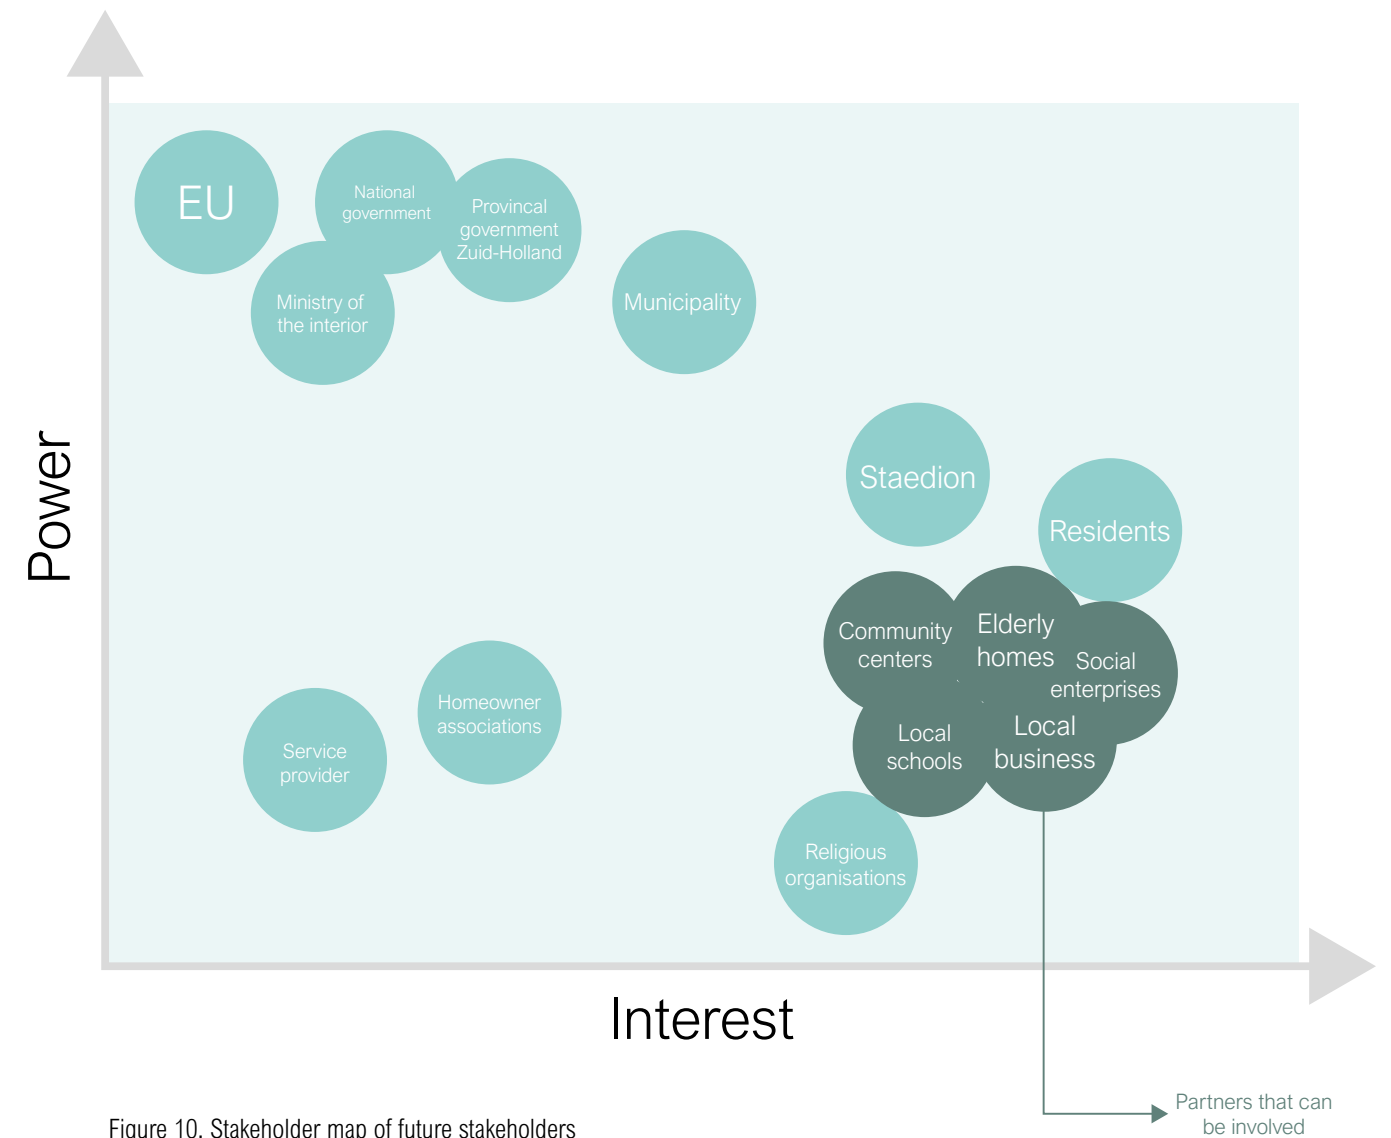 EU
National
government
Provincal
government
Zuid-Holland
Ministry of
the interior
Municipality
Power
Staedion
Residents
Community
centers
Elderly
homes
Social
enterprises
Homeowner
associations
Service
provider
Local
schools
Local
business
Religious
organisations
Interest
Partners that can
be involved
Figure 10. Stakeholder map of future stakeholders